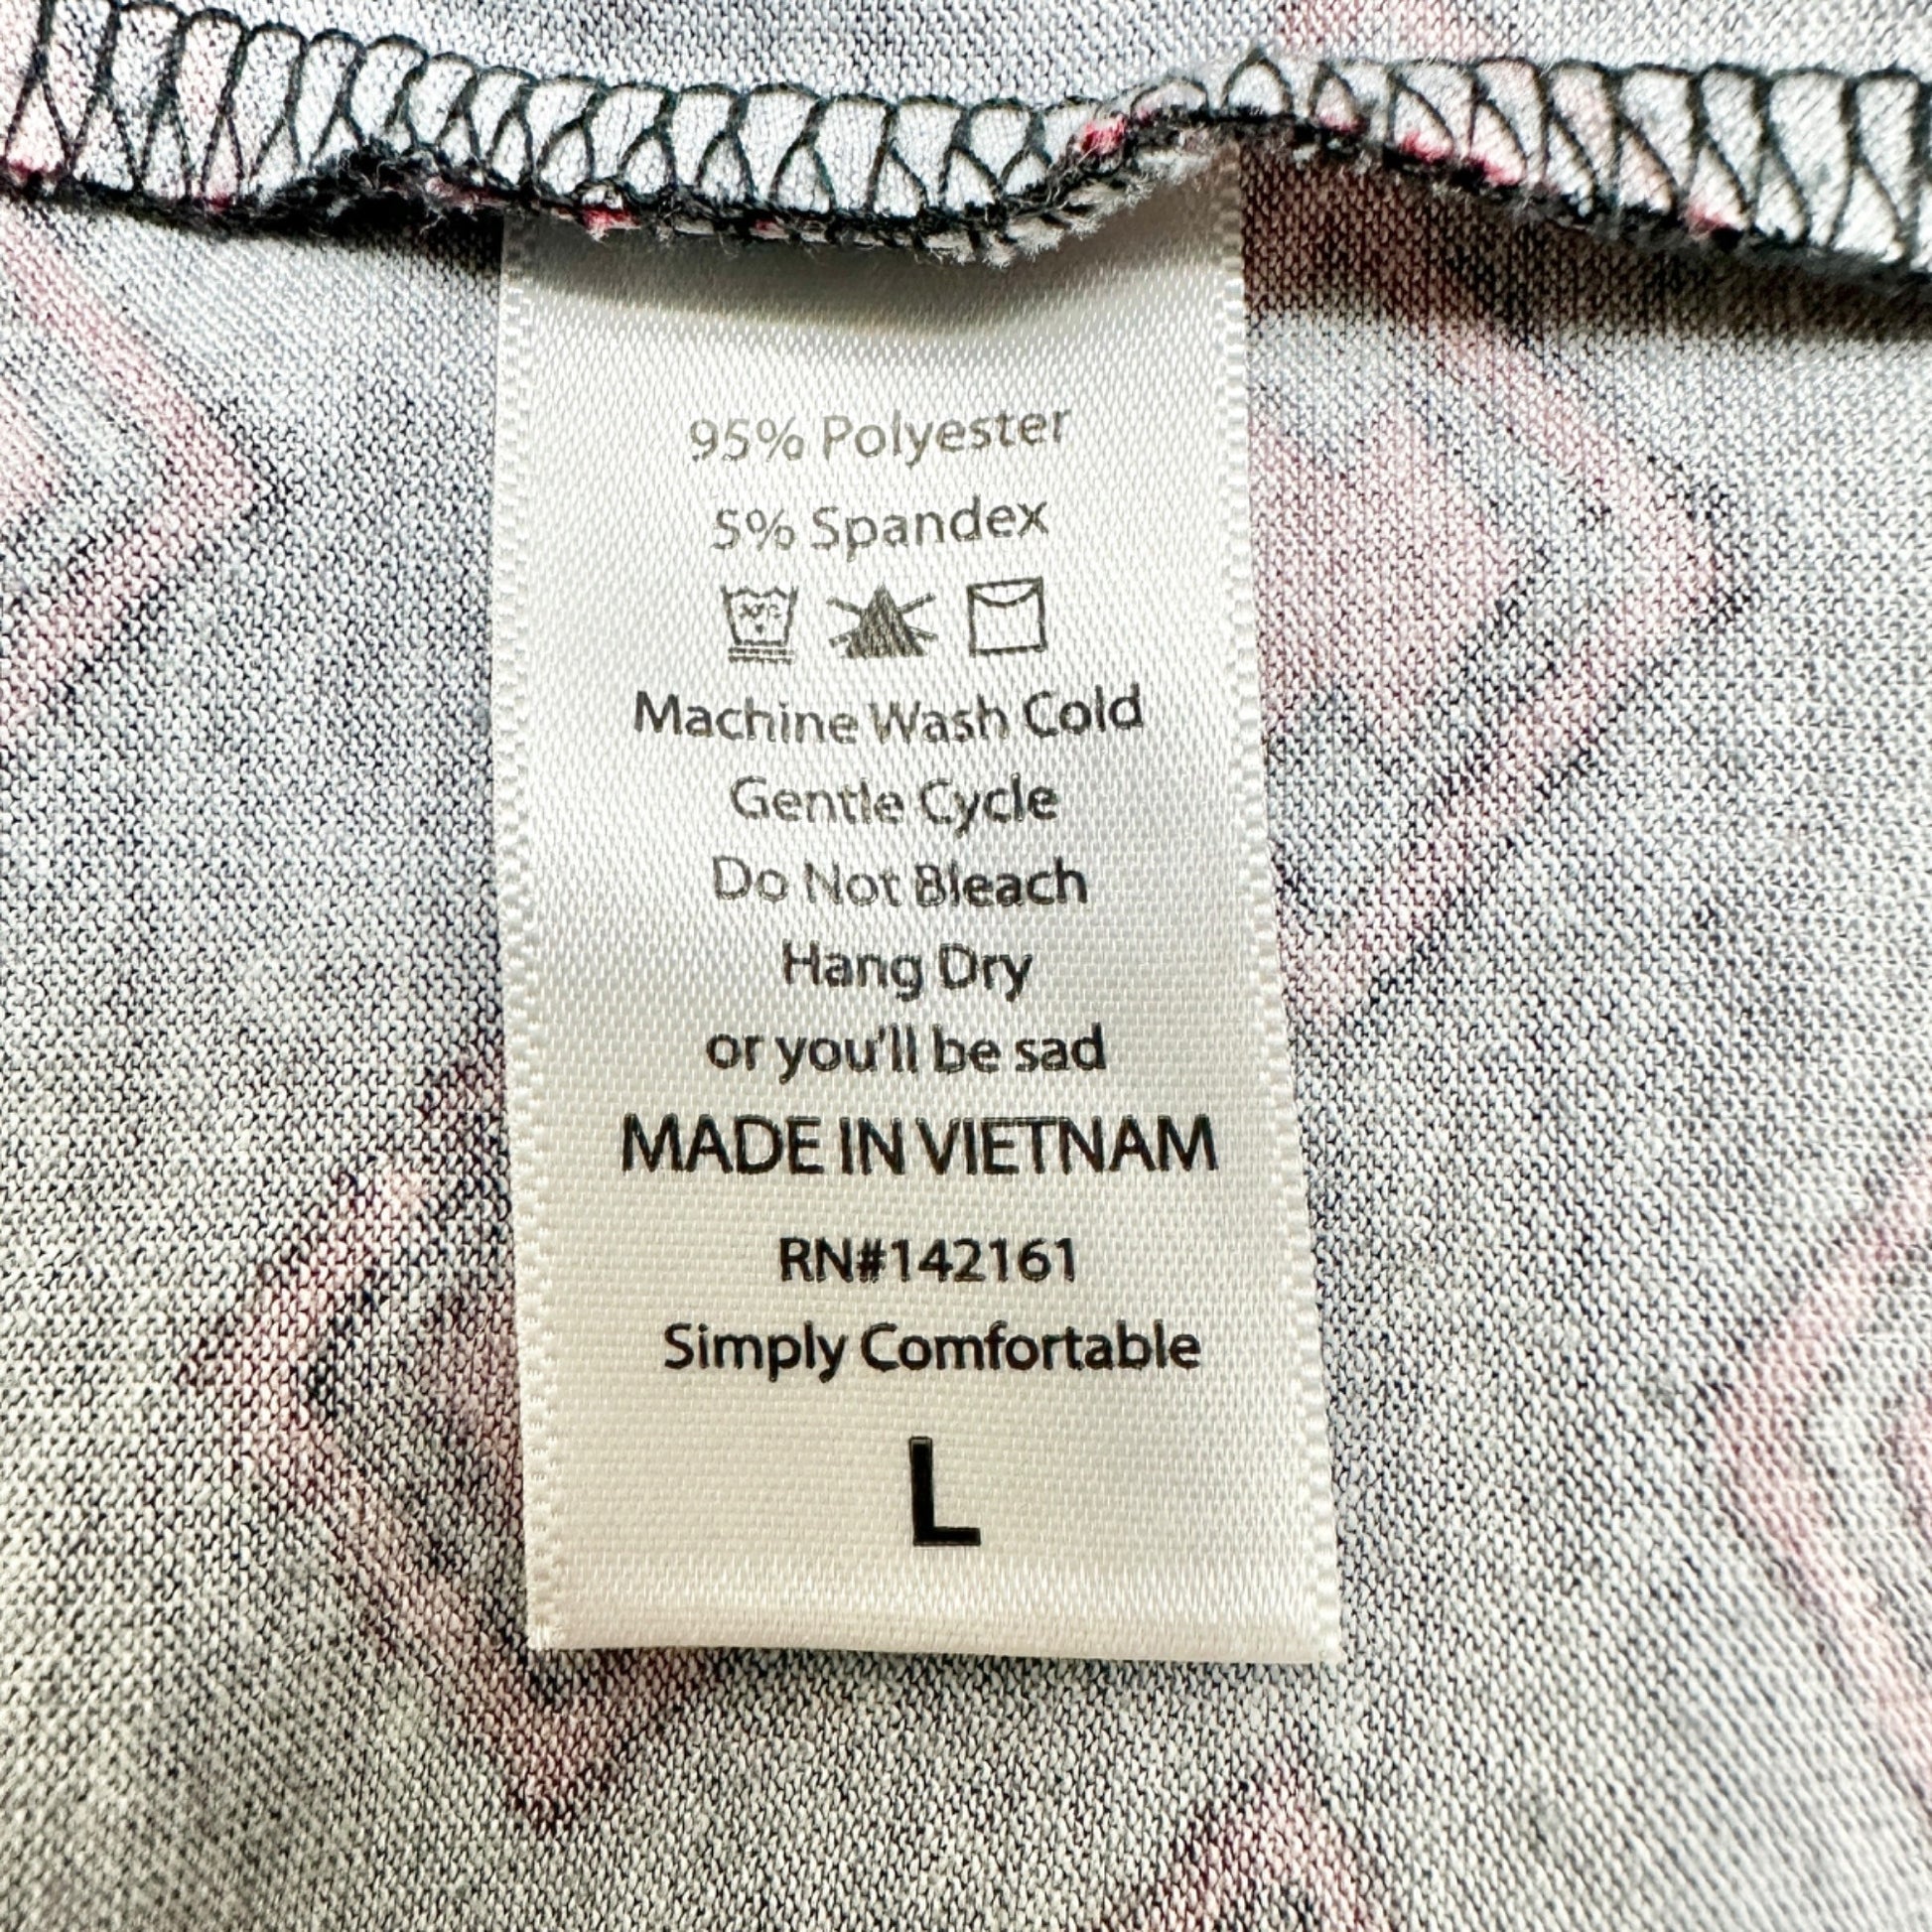 95% Polyester
5% Spandex
Machine Wash Cold
Gentle Cycle
Do Not Bleach
Hang Dry
or you'll be sad
MADE IN VIETNAM
RN#142161
Simply Comfortable
L